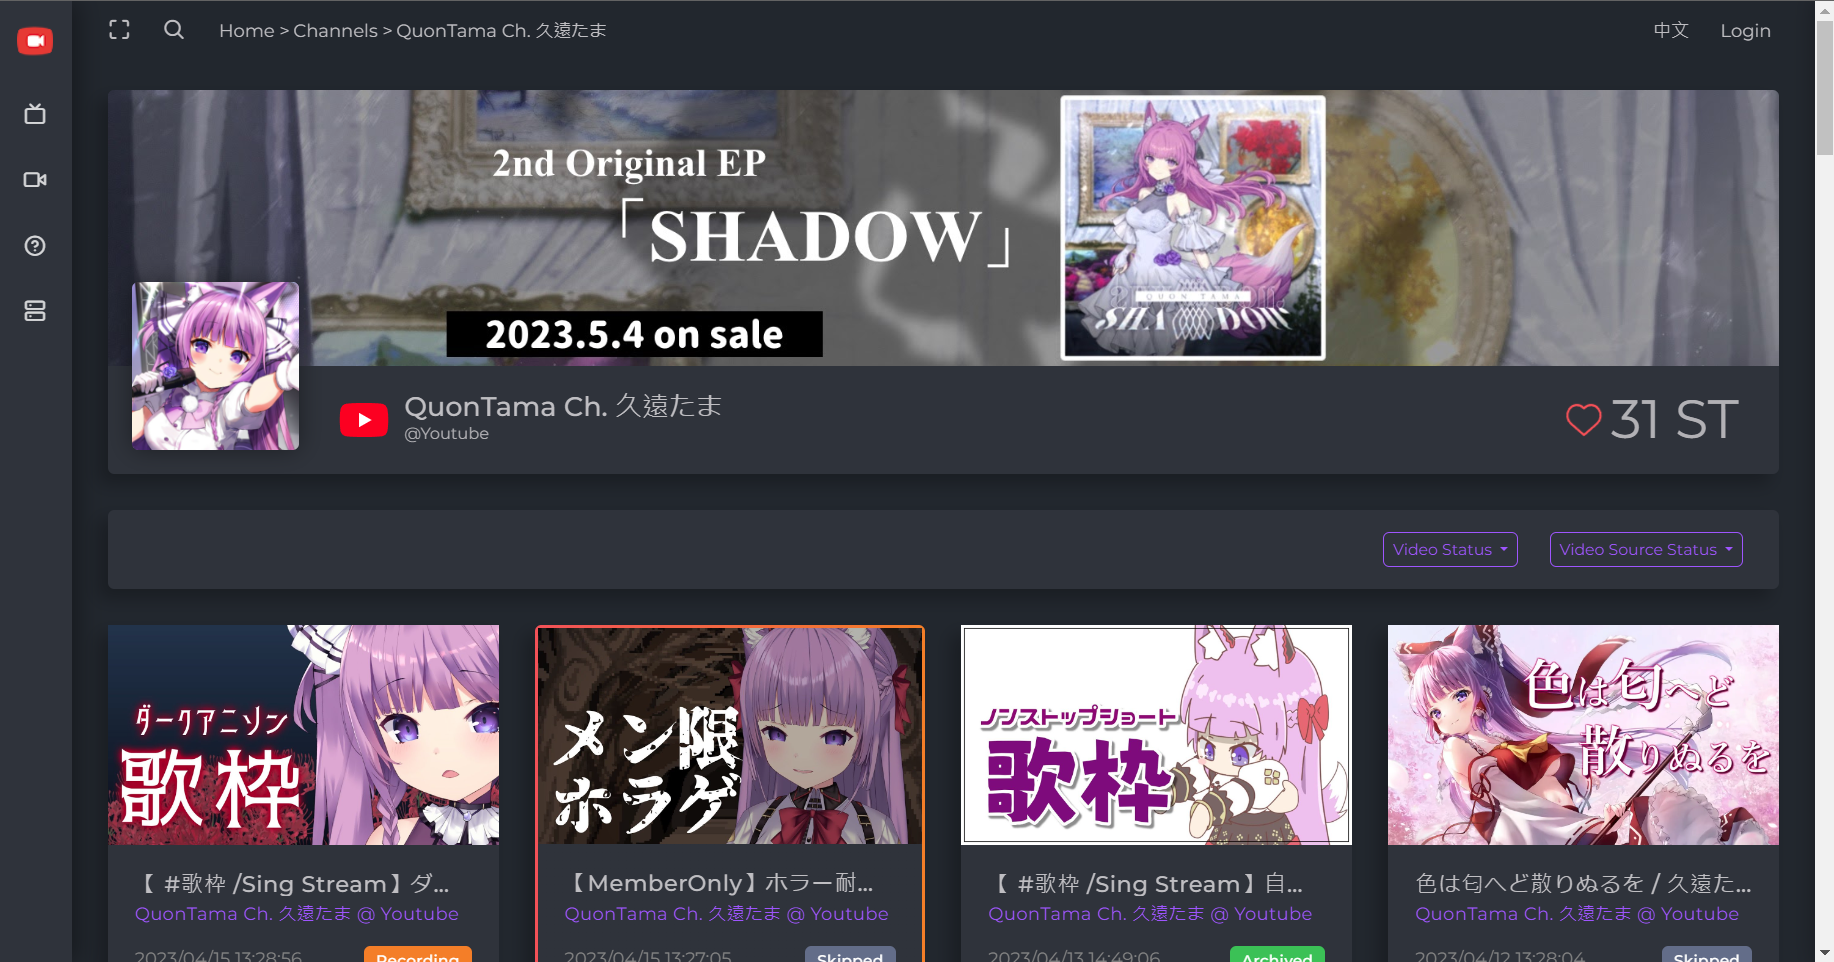 Home > Channels > QuonTama Ch. 久遠たま
中文
Login
2nd Original EP
「SHADOW」
2023.5.4 on sale
QUON TAMA
SHADOW
QuonTama Ch. 久遠たま
@Youtube
31 ST
Video Status
Video Source Status
ダークアニソン
歌枠
メン限
ホラゲ
ノンストップショート
歌枠
色は匂へど
散りぬるを
【 #歌枠 /Sing Stream】ダ...
QuonTama Ch. 久遠たま @ Youtube
2023/04/15 13:28:56
Recording
【MemberOnly】ホラー耐...
QuonTama Ch. 久遠たま @ Youtube
2023/04/15 13:27:05
Skipped
【 #歌枠 /Sing Stream】自...
QuonTama Ch. 久遠たま @ Youtube
2023/04/13 14:49:06
Archived
色は匂へど散りぬるを / 久遠た...
QuonTama Ch. 久遠たま @ Youtube
2023/04/12 13:28:04
Skipped